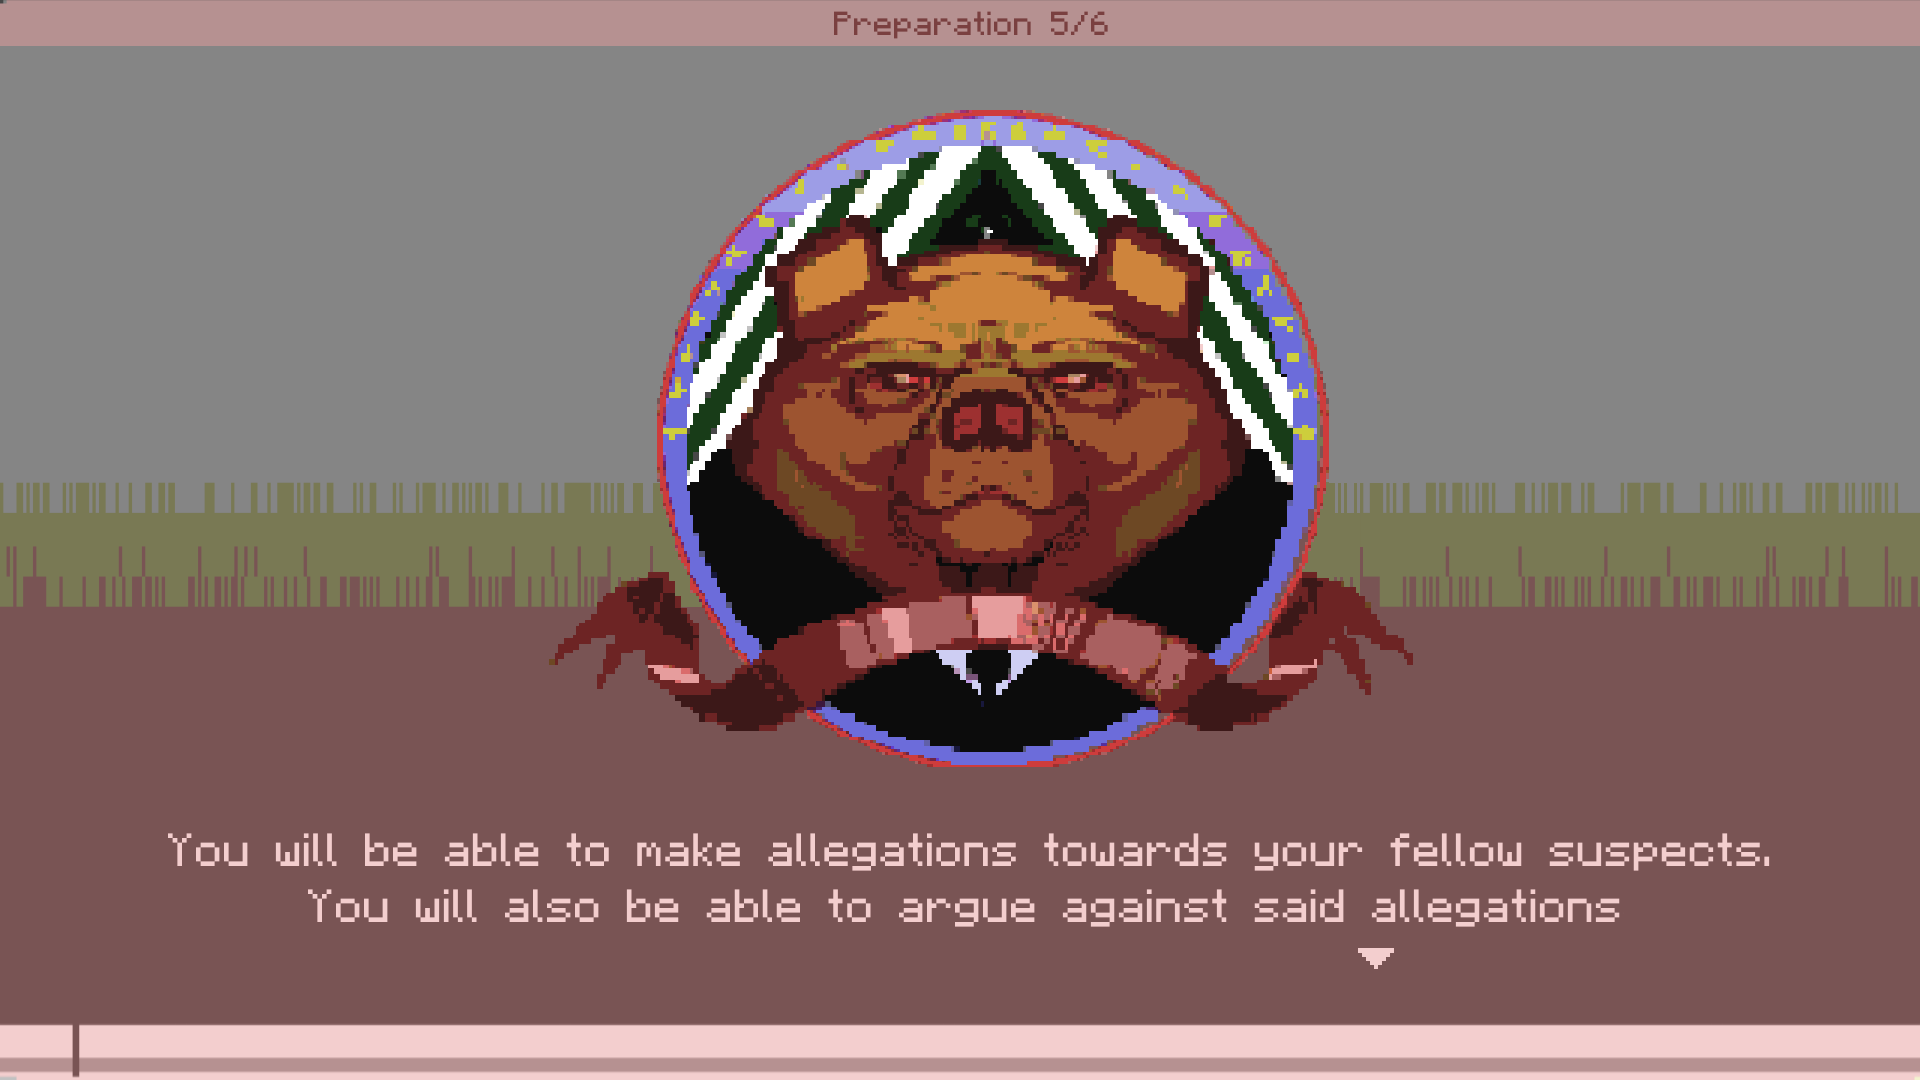 Preparation 5/6
You will be able to make allegations towards your fellow suspects.
You will also be able to argue against said allegations